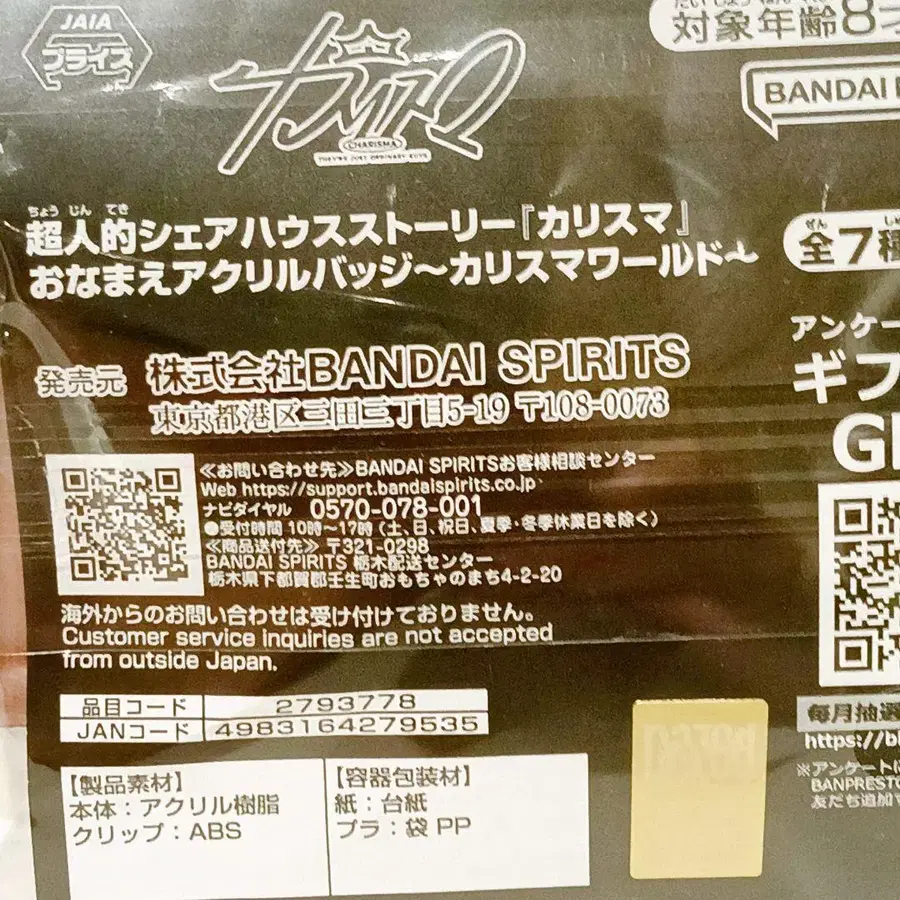 JAIA
プライズ
対象年齢8
カリスマ
CHARISMA
THEY'RE JUST ORDINARY GUYS.
BANDAI
ちょう じん てき
超人的シェアハウスストーリー『カリスマ』
おなまえアクリルバッジ〜カリスマワールド〜
ぜん
全7種
発売元 株式会社BANDAI SPIRITS
東京都港区三田三丁目5-19 〒108-0073
アンケー
ギフ
≪お問い合わせ先≫BANDAI SPIRITSお客様相談センター
Web https://support.bandaispirits.co.jp
ナビダイヤル 0570-078-001
●受付時間 10時〜17時 (土、日、祝日、夏季・冬季休業日を除く)
≪商品送付先≫ 〒321-0298
BANDAI SPIRITS 栃木配送センター
栃木県下都賀郡壬生町おもちゃのまち4-2-20
海外からのお問い合わせは受け付けておりません。
Customer service inquiries are not accepted
from outside Japan.
品目コード 2793778
JANコード 4983164279535
毎月抽選
https://b
※アンケートに
BANPRESTO
友だち追加
【製品素材】
本体：アクリル樹脂
クリップ：ABS
【容器包装材】
紙：台紙
プラ：袋 PP